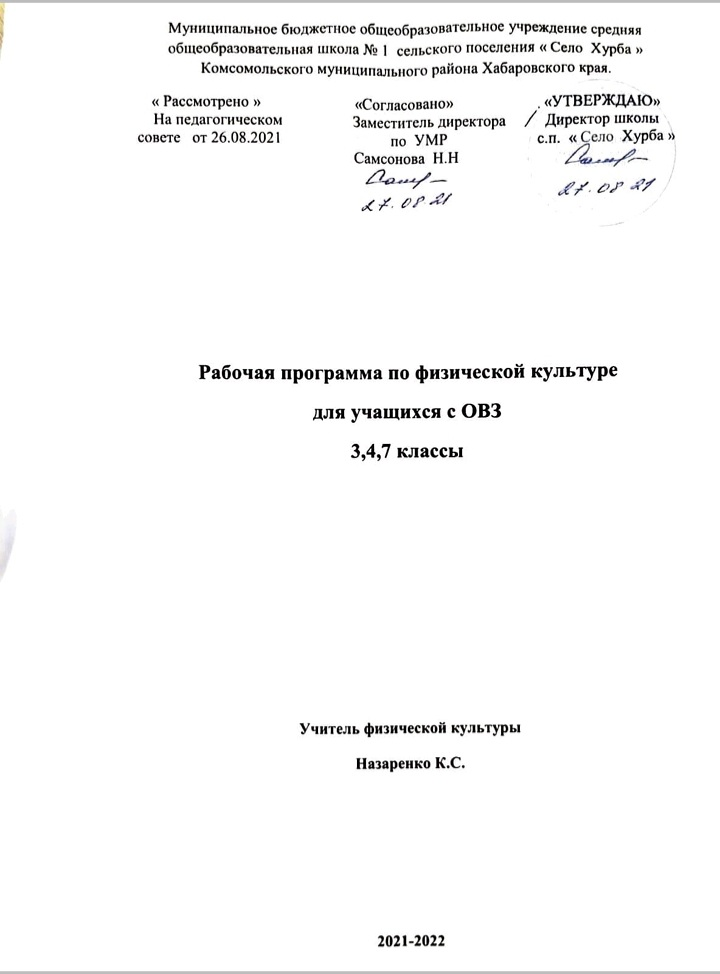 Муниципальное бюджетное общеобразовательное учреждение средняя
общеобразовательная школа № 1 сельского поселения « Село Хурба »
Комсомольского муниципального района Хабаровского края.
« Рассмотрено »
На педагогическом
совете от 26.08.2021
«Согласовано»
Заместитель директора
по УМР
Самсонова Н.Н
27.08 21
«УТВЕРЖДАЮ»
Директор школы
с.п. « Село Хурба »
27.08 21
Рабочая программа по физической культуре
для учащихся с ОВЗ
3,4,7 классы
Учитель физической культуры
Назаренко К.С.
2021-2022